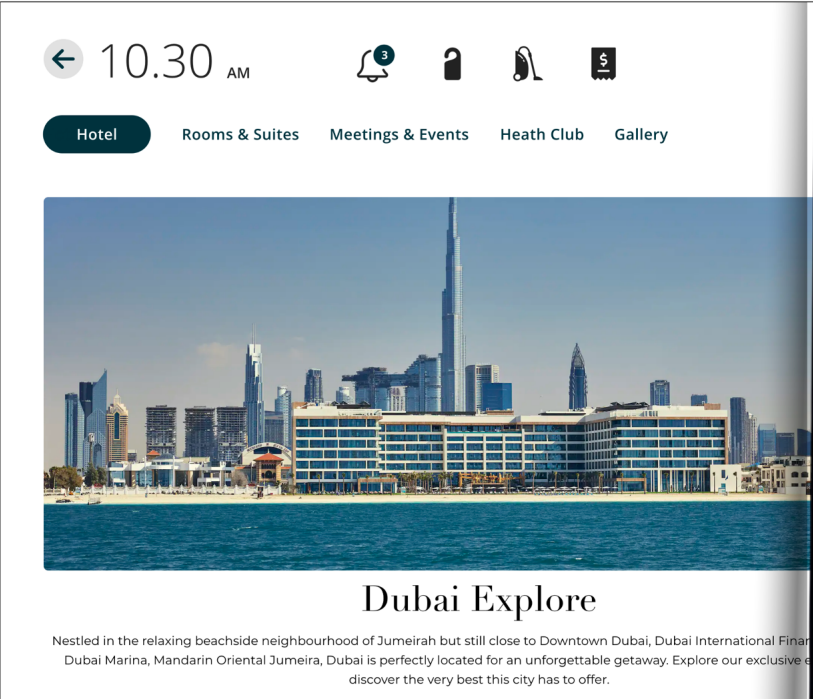 10.30 AM
3
$
Hotel Rooms & Suites Meetings & Events Heath Club Gallery
Dubai Explore
Nestled in the relaxing beachside neighbourhood of Jumeirah but still close to Downtown Dubai, Dubai International
Dubai Marina, Mandarin Oriental Jumeira, Dubai is perfectly located for an unforgettable getaway. Explore our exclusive
discover the very best this city has to offer.